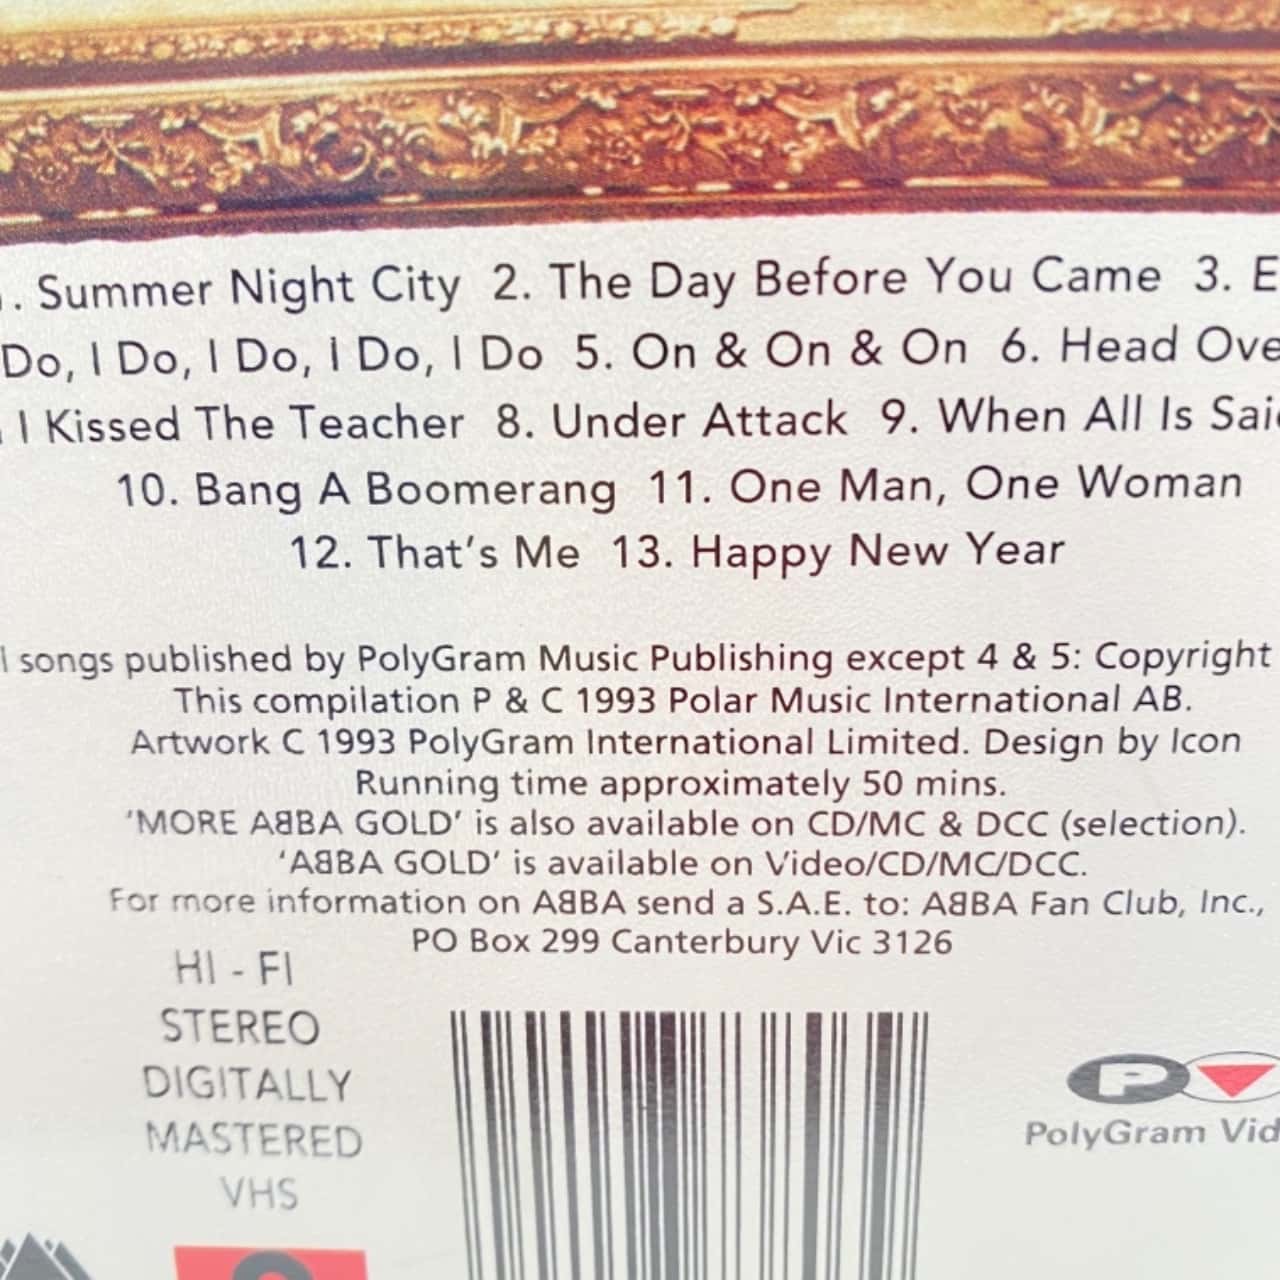 . Summer Night City 2. The Day Before You Came 3. E
Do, I Do, I Do, I Do, I Do 5. On & On & On 6. Head Ove
I Kissed The Teacher 8. Under Attack 9. When All Is Said
10. Bang A Boomerang 11. One Man, One Woman
12. That's Me 13. Happy New Year
l songs published by PolyGram Music Publishing except 4 & 5: Copyright
This compilation P & C 1993 Polar Music International AB.
Artwork C 1993 PolyGram International Limited. Design by Icon
Running time approximately 50 mins.
'MORE AᗺBA GOLD' is also available on CD/MC & DCC (selection).
'AᗺBA GOLD' is available on Video/CD/MC/DCC.
For more information on AᗺBA send a S.A.E. to: AᗺBA Fan Club, Inc.,
PO Box 299 Canterbury Vic 3126
HI - FI
STEREO
DIGITALLY
MASTERED
VHS
P
PolyGram Vid